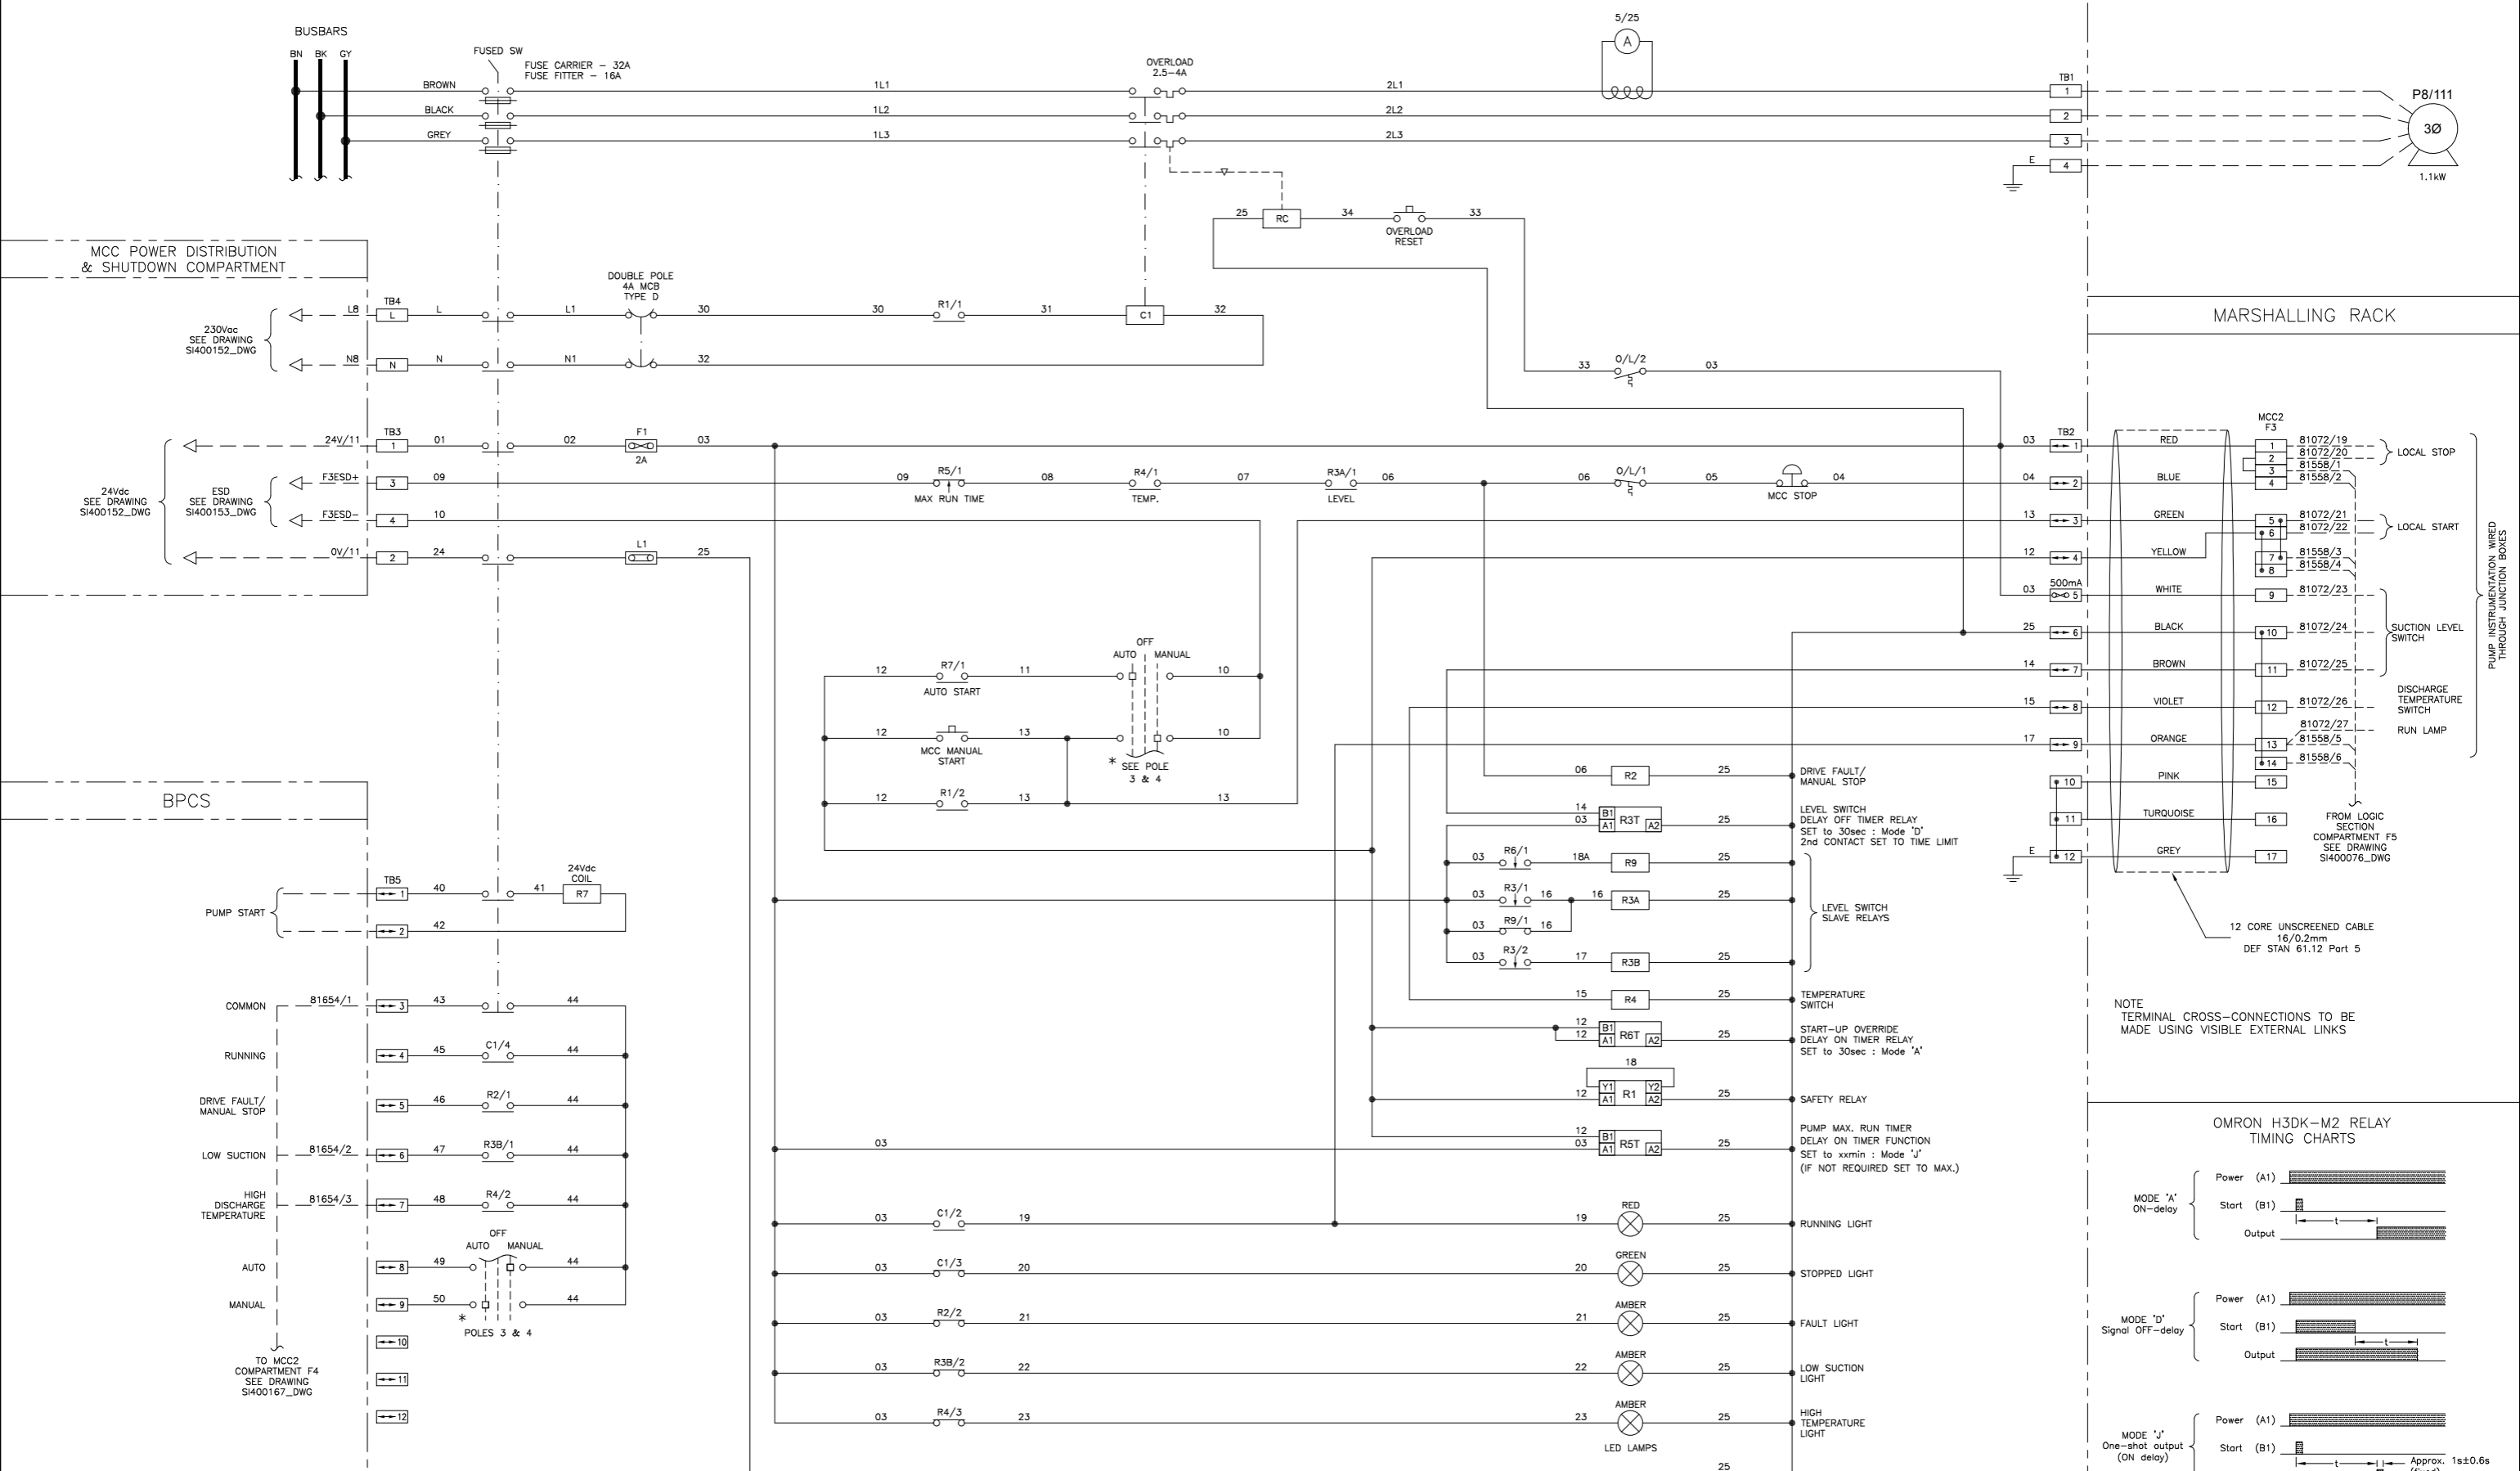 BUSBARS
BN BK GY
FUSED SW
FUSE CARRIER – 32A
FUSE FITTER – 16A
BROWN
BLACK
GREY
1L1
1L2
1L3
OVERLOAD
2.5–4A
2L1
2L2
2L3
5/25
A
TB1
1
2
3
E 4
P8/111
3Ø
1.1kW
25 RC 34 33
OVERLOAD
RESET
MCC POWER DISTRIBUTION
& SHUTDOWN COMPARTMENT
230Vac
SEE DRAWING
SI400152_DWG
L8 TB4 L L L1
N8 N N N1
DOUBLE POLE
4A MCB
TYPE D
30 30 R1/1 31 C1 32
32
33 O/L/2 03
24Vdc
SEE DRAWING
SI400152_DWG
ESD
SEE DRAWING
SI400153_DWG
24V/11 TB3 1 01 02 F1 2A 03
F3ESD+ 3 09
F3ESD– 4 10
0V/11 2 24 L1 25
09 R5/1 08 R4/1 07 R3A/1 06 06 O/L/1 05 04
MAX RUN TIME
TEMP.
LEVEL
MCC STOP
OFF
AUTO MANUAL
12 R7/1 11 10
AUTO START
12 13 10
MCC MANUAL
START
* SEE POLE
3 & 4
12 R1/2 13 13
MARSHALLING RACK
TB2
03 1 RED
04 2 BLUE
13 3 GREEN
12 4 YELLOW
500mA
03 5 WHITE
25 6 BLACK
14 7 BROWN
15 8 VIOLET
17 9 ORANGE
10 PINK
11 TURQUOISE
E 12 GREY
MCC2
F3
1 81072/19
2 81072/20
3 81558/1
4 81558/2
LOCAL STOP
5 81072/21
6 81072/22
7 81558/3
8 81558/4
LOCAL START
9 81072/23
10 81072/24
11 81072/25
SUCTION LEVEL
SWITCH
12 81072/26
DISCHARGE
TEMPERATURE
SWITCH
81072/27
RUN LAMP
13 81558/5
14 81558/6
15
16
17
PUMP INSTRUMENTATION WIRED
THROUGH JUNCTION BOXES
FROM LOGIC
SECTION
COMPARTMENT F5
SEE DRAWING
SI400076_DWG
12 CORE UNSCREENED CABLE
16/0.2mm
DEF STAN 61.12 Part 5
NOTE
TERMINAL CROSS–CONNECTIONS TO BE
MADE USING VISIBLE EXTERNAL LINKS
06 R2 25
DRIVE FAULT/
MANUAL STOP
14 B1
03 A1 R3T A2 25
LEVEL SWITCH
DELAY OFF TIMER RELAY
SET to 30sec : Mode 'D'
2nd CONTACT SET TO TIME LIMIT
03 R6/1 18A R9 25
03 R3/1 16 16 R3A 25
03 R9/1 16
03 R3/2 17 R3B 25
LEVEL SWITCH
SLAVE RELAYS
15 R4 25
TEMPERATURE
SWITCH
12 B1
12 A1 R6T A2 25
START–UP OVERRIDE
DELAY ON TIMER RELAY
SET to 30sec : Mode 'A'
18
Y1 Y2
12 A1 R1 A2 25
SAFETY RELAY
12 B1
03 03 A1 R5T A2 25
PUMP MAX. RUN TIMER
DELAY ON TIMER FUNCTION
SET to xxmin : Mode 'J'
(IF NOT REQUIRED SET TO MAX.)
03 C1/2 19 19 RED 25
RUNNING LIGHT
03 C1/3 20 20 GREEN 25
STOPPED LIGHT
03 R2/2 21 21 AMBER 25
FAULT LIGHT
03 R3B/2 22 22 AMBER 25
LOW SUCTION
LIGHT
03 R4/3 23 23 AMBER 25
HIGH
TEMPERATURE
LIGHT
LED LAMPS
25
BPCS
PUMP START
TB5
1 40 41
24Vdc
COIL
R7
2 42
COMMON 81654/1 3 43 44
RUNNING 4 45 C1/4 44
DRIVE FAULT/
MANUAL STOP
5 46 R2/1 44
LOW SUCTION 81654/2 6 47 R3B/1 44
HIGH
DISCHARGE
TEMPERATURE
81654/3 7 48 R4/2 44
OFF
AUTO MANUAL
AUTO 8 49 44
MANUAL 9 50 44
*
POLES 3 & 4
10
11
12
TO MCC2
COMPARTMENT F4
SEE DRAWING
SI400167_DWG
OMRON H3DK–M2 RELAY
TIMING CHARTS
MODE 'A'
ON–delay
Power (A1)
Start (B1)
t
Output
MODE 'D'
Signal OFF–delay
Power (A1)
Start (B1)
t
Output
MODE 'J'
One–shot output
(ON delay)
Power (A1)
Start (B1)
t
Approx. 1s±0.6s